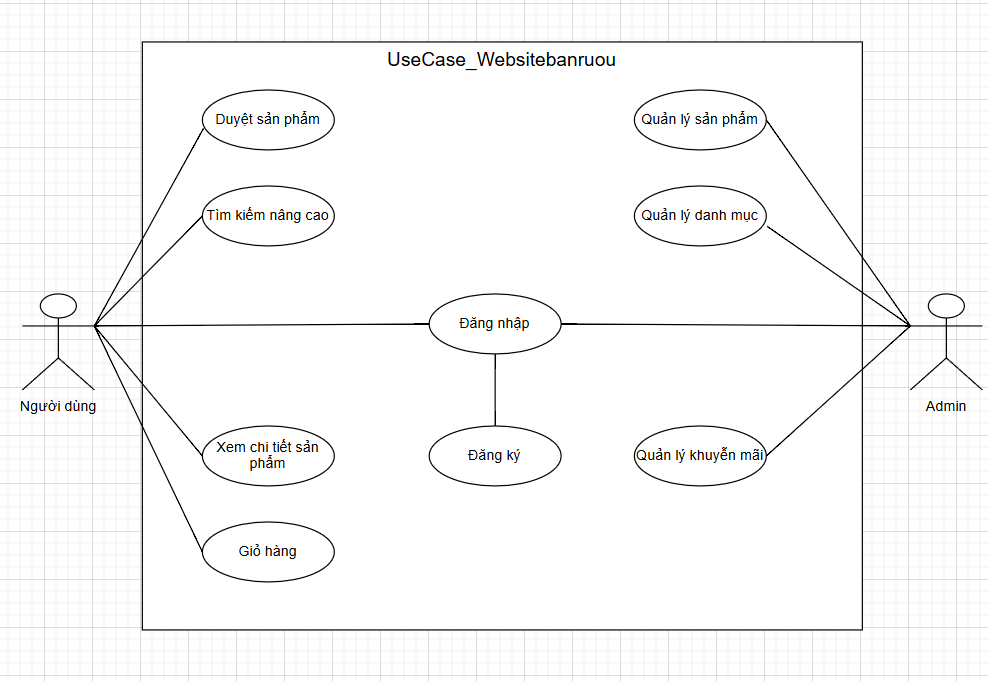 UseCase_Websitebanruou
Duyệt sản phẩm
Quản lý sản phẩm
Tìm kiếm nâng cao
Quản lý danh mục
Đăng nhập
Người dùng
Admin
Xem chi tiết sản
phẩm
Đăng ký
Quản lý khuyễn mãi
Giỏ hàng